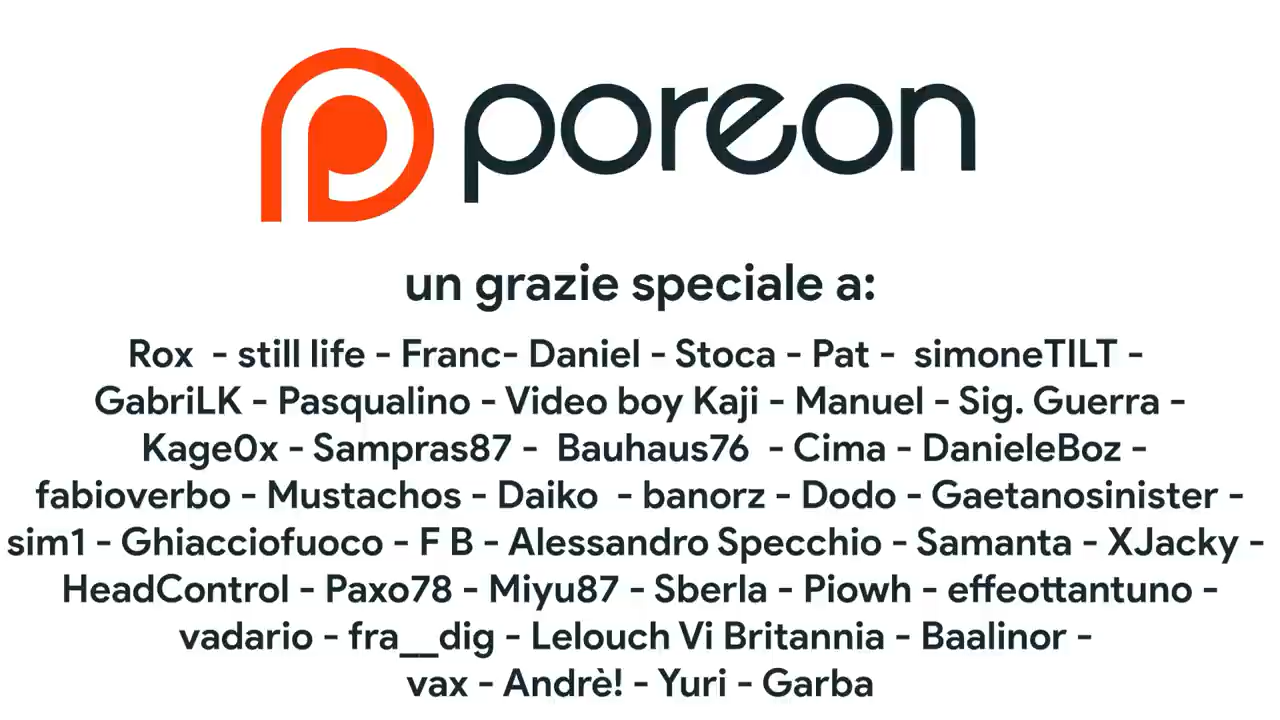 poreon
un grazie speciale a:
Rox - still life - Franc- Daniel - Stoca - Pat - simoneTILT -
GabriLK - Pasqualino - Video boy Kaji - Manuel - Sig. Guerra -
Kage0x - Sampras87 - Bauhaus76 - Cima - DanieleBoz -
fabioverbo - Mustachos - Daiko - banorz - Dodo - Gaetanosinister -
sim1 - Ghiacciofuoco - F B - Alessandro Specchio - Samanta - XJacky -
HeadControl - Paxo78 - Miyu87 - Sberla - Piowh - effeottantuno -
vadario - fra__dig - Lelouch Vi Britannia - Baalinor -
vax - Andrè! - Yuri - Garba